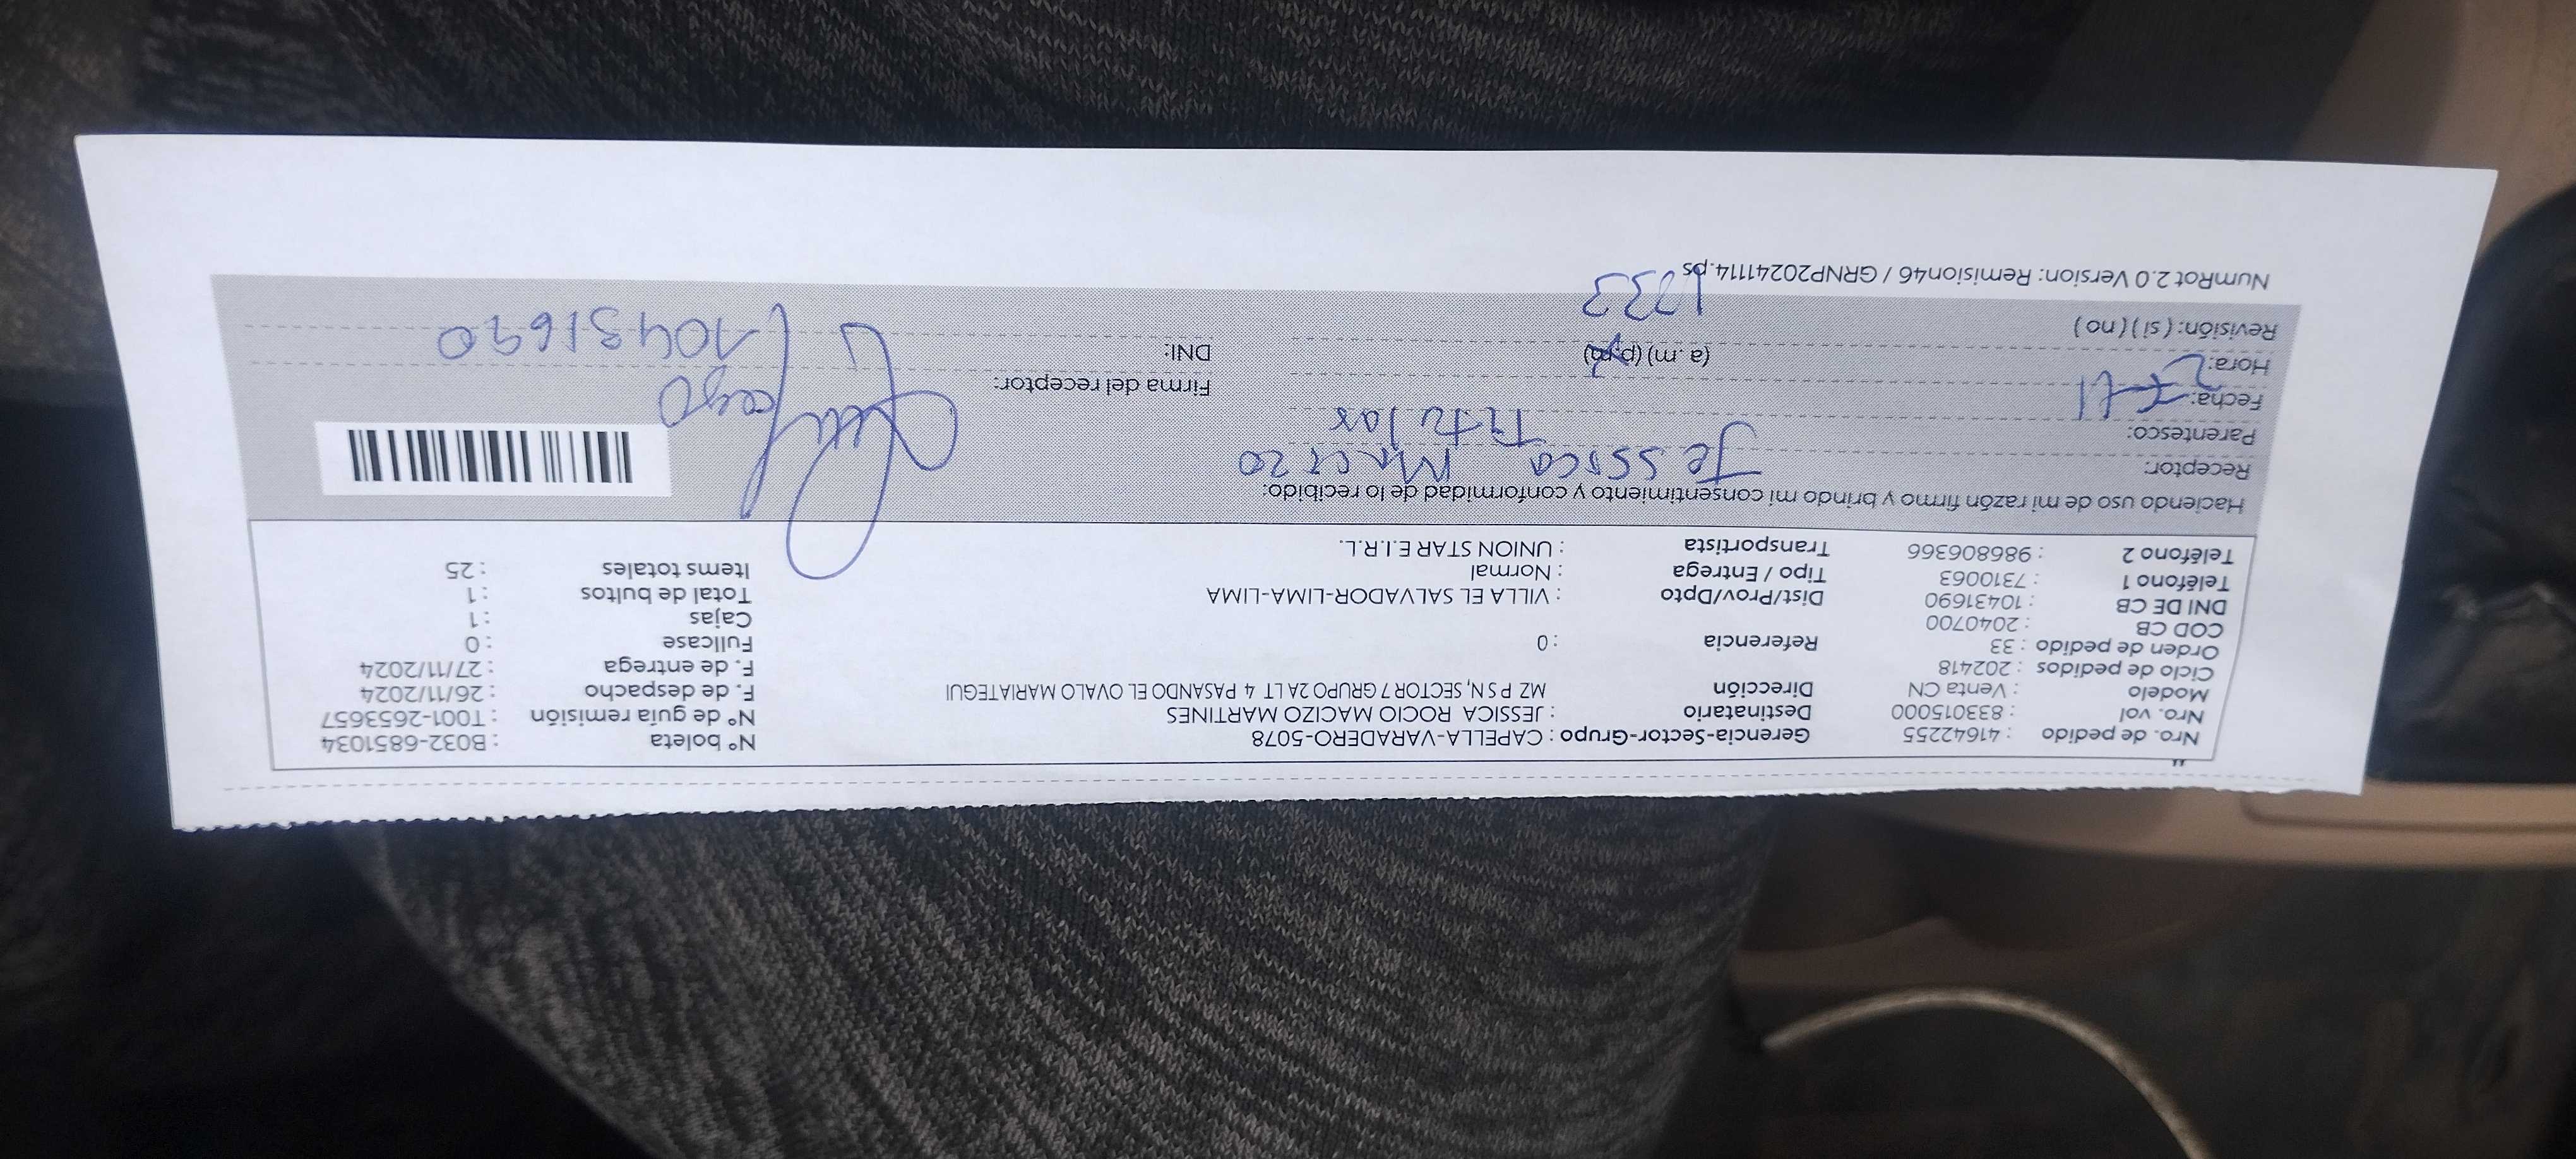 Nro. de pedido : 41642255 Gerencia-Sector-Grupo : CAPELLA-VARADERO-5078 N° boleta : B032-6851034
Nro. vol : 833015000 Destinatario : JESSICA ROCIO MACIZO MARTINES N° de guía remisión : T001-2653657
Modelo : Venta CN Dirección MZ P S N, SECTOR 7 GRUPO 2A LT 4 PASANDO EL OVALO MARIATEGUI F. de despacho : 26/11/2024
Ciclo de pedidos : 202418 F. de entrega : 27/11/2024
Orden de pedido : 33 Referencia : 0 Fullcase : 0
COD CB : 2040700 Cajas : 1
DNI DE CB : 10431690 Dist/Prov/Dpto : VILLA EL SALVADOR-LIMA-LIMA Total de bultos : 1
Teléfono 1 : 7310063 Tipo / Entrega : Normal Items totales : 25
Teléfono 2 : 986806366 Transportista : UNION STAR E.I.R.L.
Haciendo uso de mi razón firmo y brindo mi consentimiento y conformidad de lo recibido:
Receptor: Jessica Macizo
Parentesco: Titular
Fecha:
Firma del receptor:
Hora: (a. m) (p.m)
DNI: 10431690
Revisión: ( si ) ( no )
NumRot 2.0 Version: Remision46 / GRNP20241114.ps